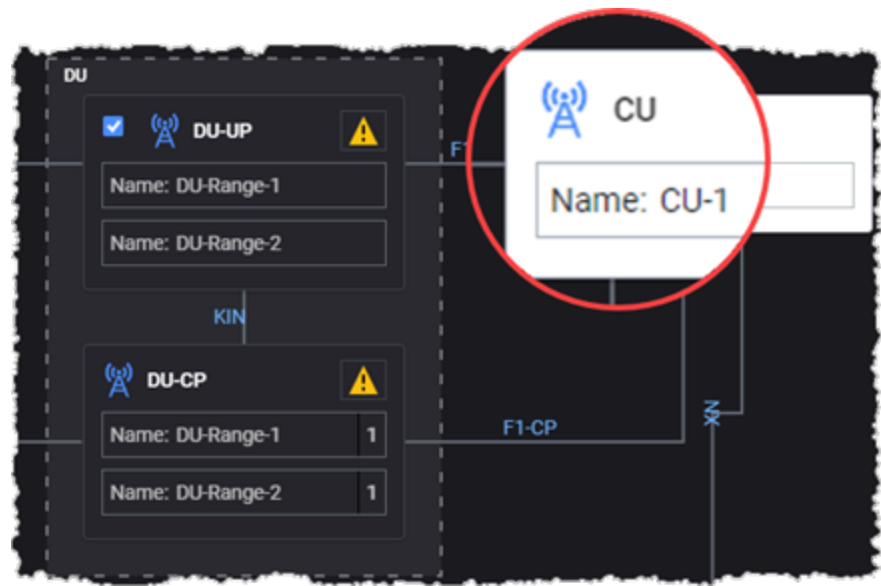 DU
DU-UP
Name: DU-Range-1
Name: DU-Range-2
KIN
DU-CP
Name: DU-Range-1 1
Name: DU-Range-2 1
F1-CP
CU
Name: CU-1
XN